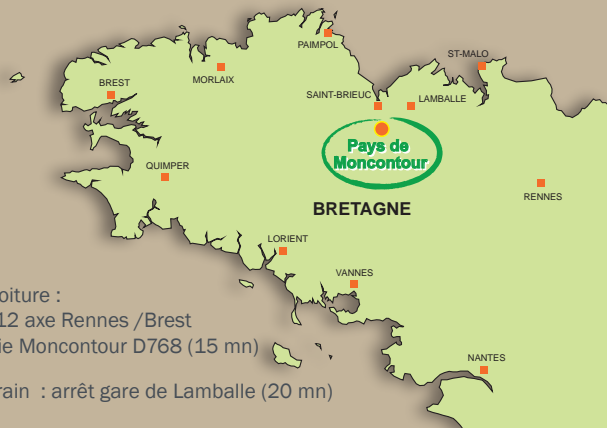 PAIMPOL
ST-MALO
BREST
MORLAIX
SAINT-BRIEUC
LAMBALLE
Pays de
Moncontour
QUIMPER
RENNES
BRETAGNE
LORIENT
VANNES
oiture :
12 axe Rennes /Brest
ie Moncontour D768 (15 mn)
NANTES
rain : arrêt gare de Lamballe (20 mn)